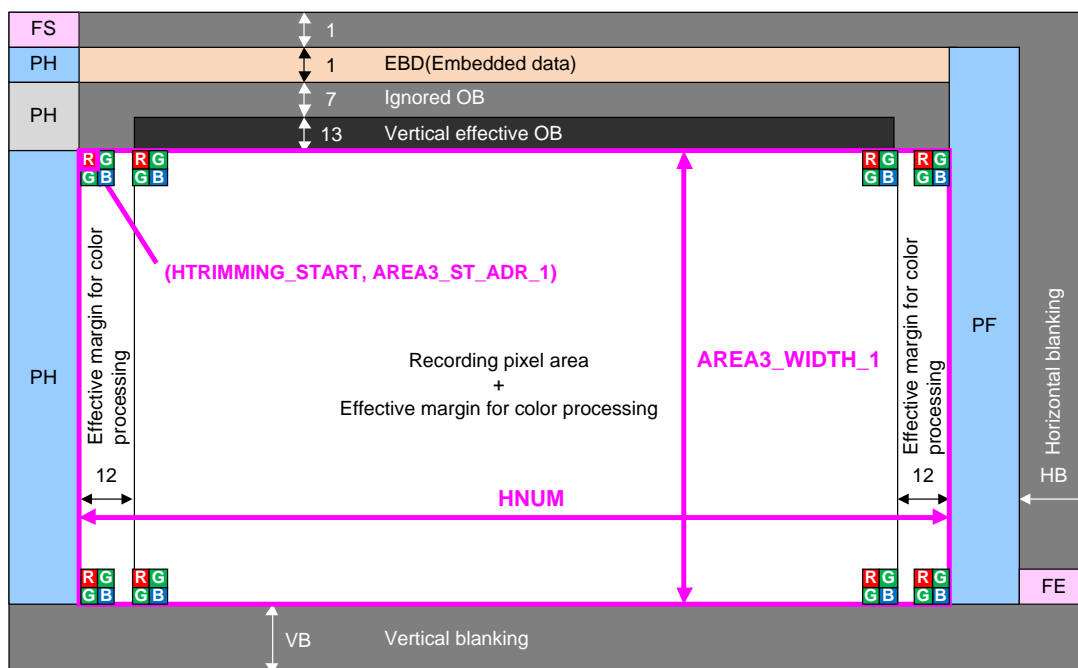 FS
1
PH
1 EBD(Embedded data)
PH
7 Ignored OB
13 Vertical effective OB
R G R G R G R G
G B G B G B G B
(HTRIMMING_START, AREA3_ST_ADR_1)
Effective margin for color
processing
Recording pixel area
+
Effective margin for color processing
AREA3_WIDTH_1
Effective margin for color
processing
PH
PF
Horizontal blanking
12
HNUM
12
HB
R G R G R G R G
G B G B G B G B
FE
VB Vertical blanking